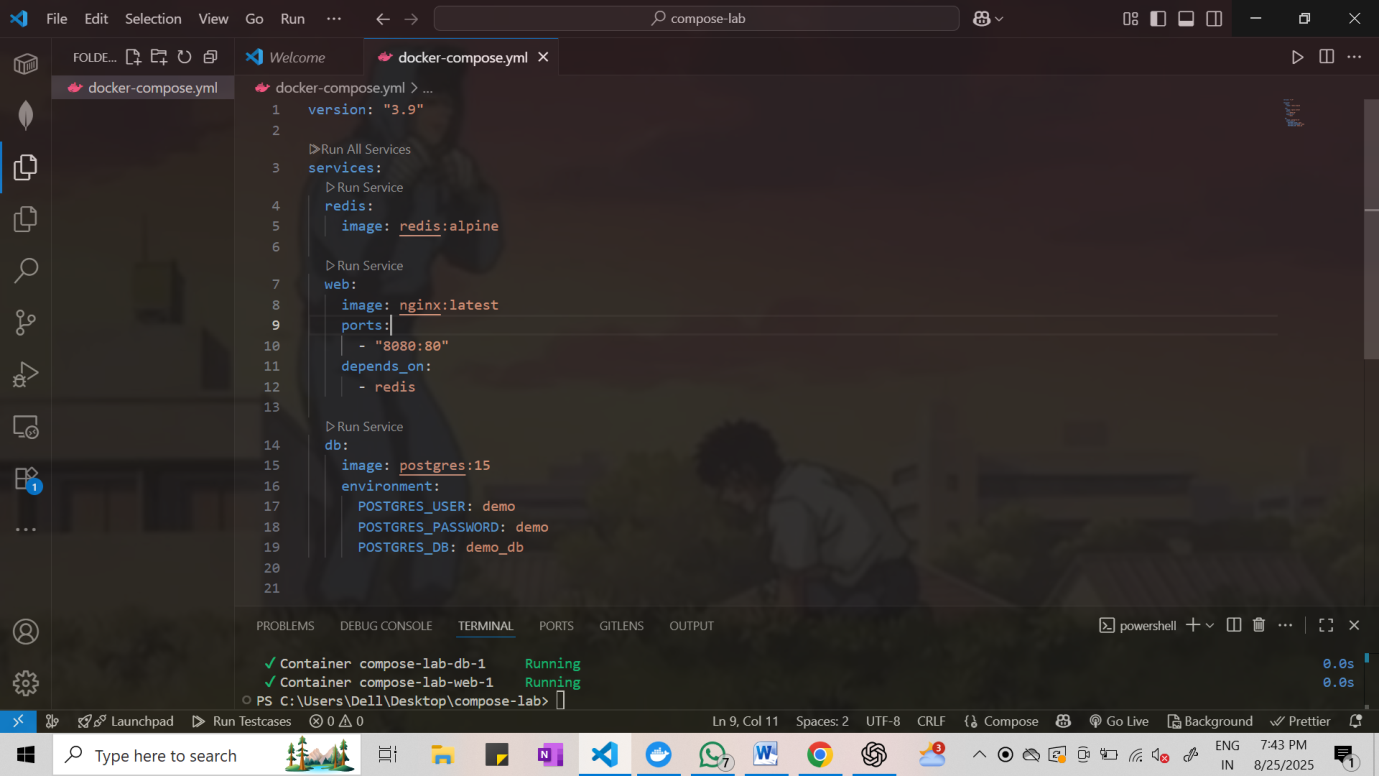 File Edit Selection View Go Run ··· compose-lab
FOLDE... Welcome docker-compose.yml
docker-compose.yml docker-compose.yml > ...
1 version: "3.9"
2
Run All Services
3 services:
Run Service
4 redis:
5 image: redis:alpine
6
Run Service
7 web:
8 image: nginx:latest
9 ports:
10 - "8080:80"
11 depends_on:
12 - redis
13
Run Service
14 db:
15 image: postgres:15
16 environment:
17 POSTGRES_USER: demo
18 POSTGRES_PASSWORD: demo
19 POSTGRES_DB: demo_db
20
21
1
PROBLEMS DEBUG CONSOLE TERMINAL PORTS GITLENS OUTPUT powershell
✓ Container compose-lab-db-1 Running 0.0s
✓ Container compose-lab-web-1 Running 0.0s
PS C:\Users\Dell\Desktop\compose-lab>
Launchpad Run Testcases 0 0 Ln 9, Col 11 Spaces: 2 UTF-8 CRLF Compose Go Live Background Prettier
Type here to search N 7 W 3 ENG IN 7:43 PM 8/25/2025 1